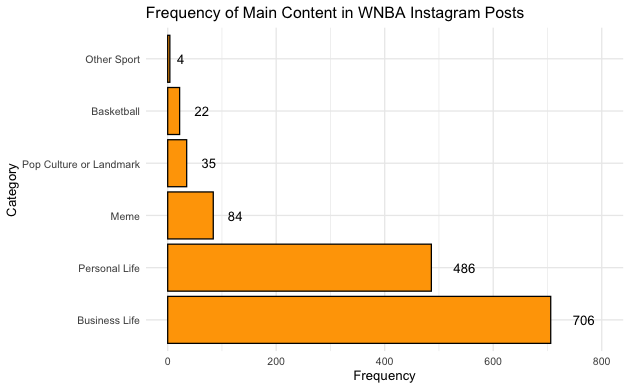 Frequency of Main Content in WNBA Instagram Posts
Category
Other Sport 4
Basketball 22
Pop Culture or Landmark 35
Meme 84
Personal Life 486
Business Life 706
0 200 400 600 800
Frequency